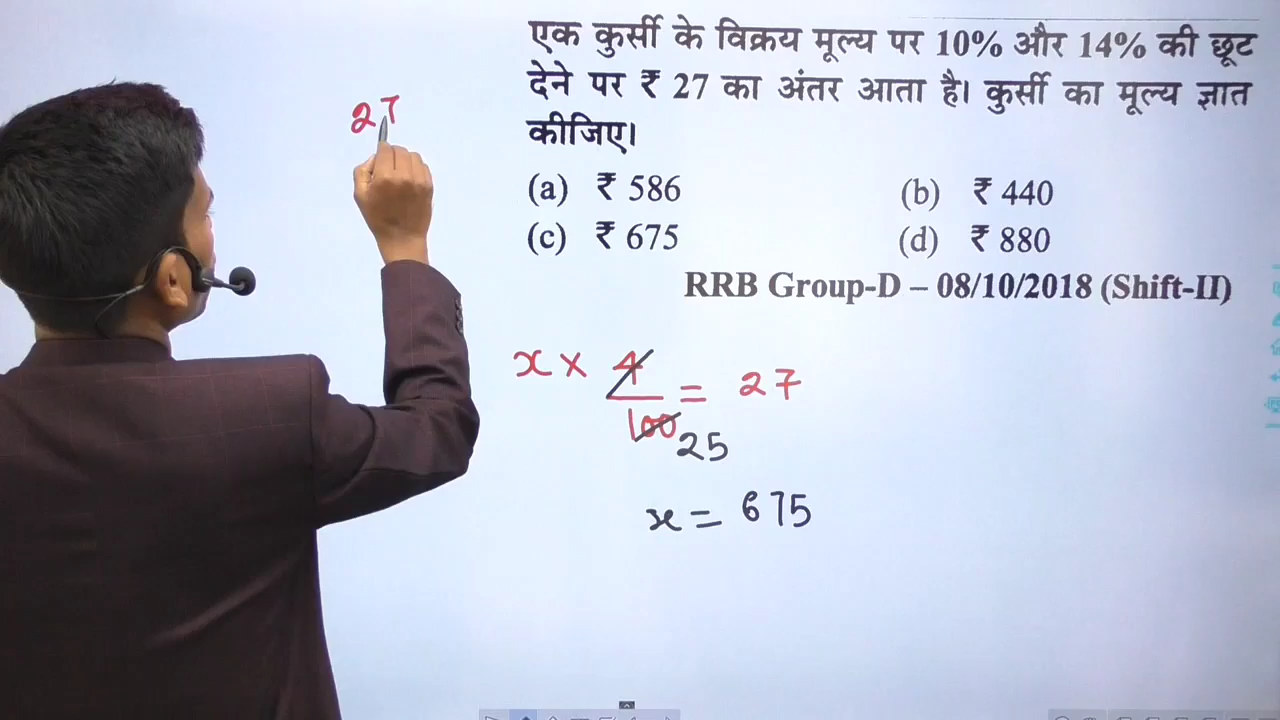 एक कुर्सी के विक्रय मूल्य पर 10% और 14% की छूट
देने पर ₹ 27 का अंतर आता है। कुर्सी का मूल्य ज्ञात
कीजिए।
(a) ₹ 586 (b) ₹ 440
(c) ₹ 675 (d) ₹ 880
RRB Group-D – 08/10/2018 (Shift-II)
27
x × 4/100 = 27
25
x = 675